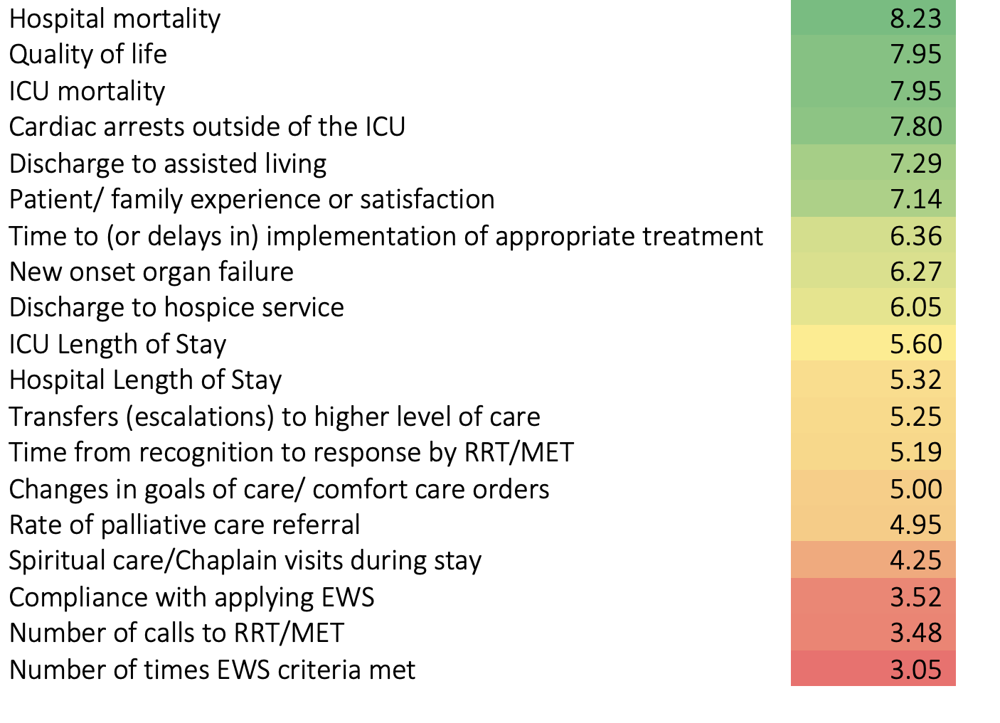 Hospital mortality 8.23
Quality of life 7.95
ICU mortality 7.95
Cardiac arrests outside of the ICU 7.80
Discharge to assisted living 7.29
Patient/ family experience or satisfaction 7.14
Time to (or delays in) implementation of appropriate treatment 6.36
New onset organ failure 6.27
Discharge to hospice service 6.05
ICU Length of Stay 5.60
Hospital Length of Stay 5.32
Transfers (escalations) to higher level of care 5.25
Time from recognition to response by RRT/MET 5.19
Changes in goals of care/ comfort care orders 5.00
Rate of palliative care referral 4.95
Spiritual care/Chaplain visits during stay 4.25
Compliance with applying EWS 3.52
Number of calls to RRT/MET 3.48
Number of times EWS criteria met 3.05